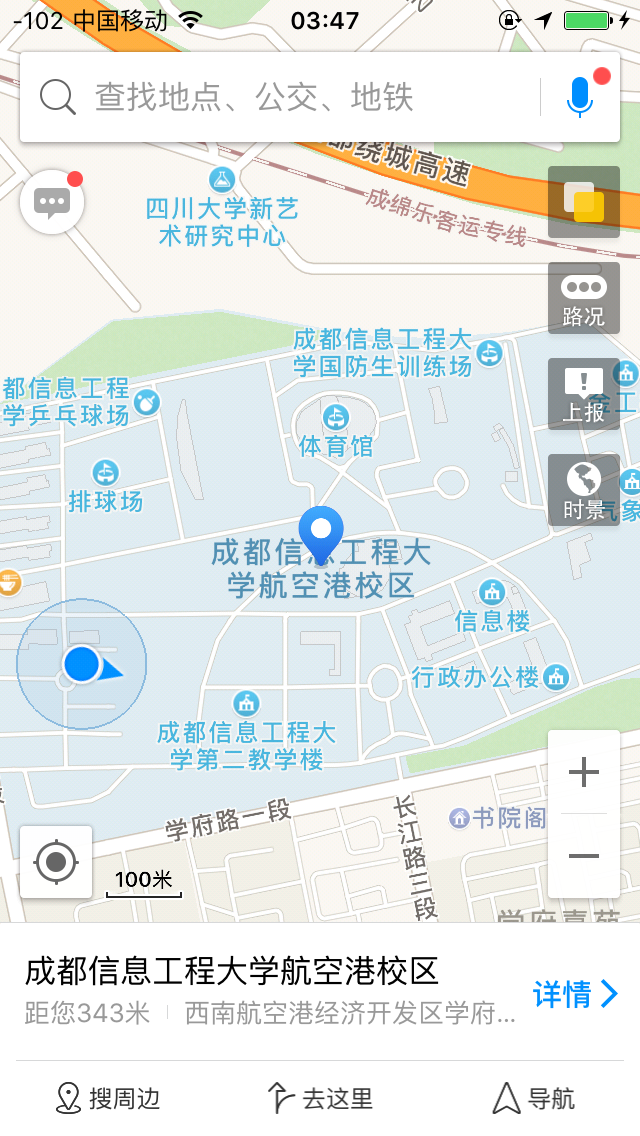 -102 中国移动 03:47
查找地点、公交、地铁
绕城高速
成绵乐客运专线
四川大学新艺
术研究中心
路况
成都信息工程大
学国防生训练场
都信息工程
学乒乓球场
上报
体育馆
排球场
时景
气象
成都信息工程大
学航空港校区
信息楼
行政办公楼
成都信息工程大
学第二教学楼
学府路一段
长江路三段
书院阁
100米
成都信息工程大学航空港校区
距您343米
西南航空港经济开发区学府...
详情
搜周边
去这里
导航